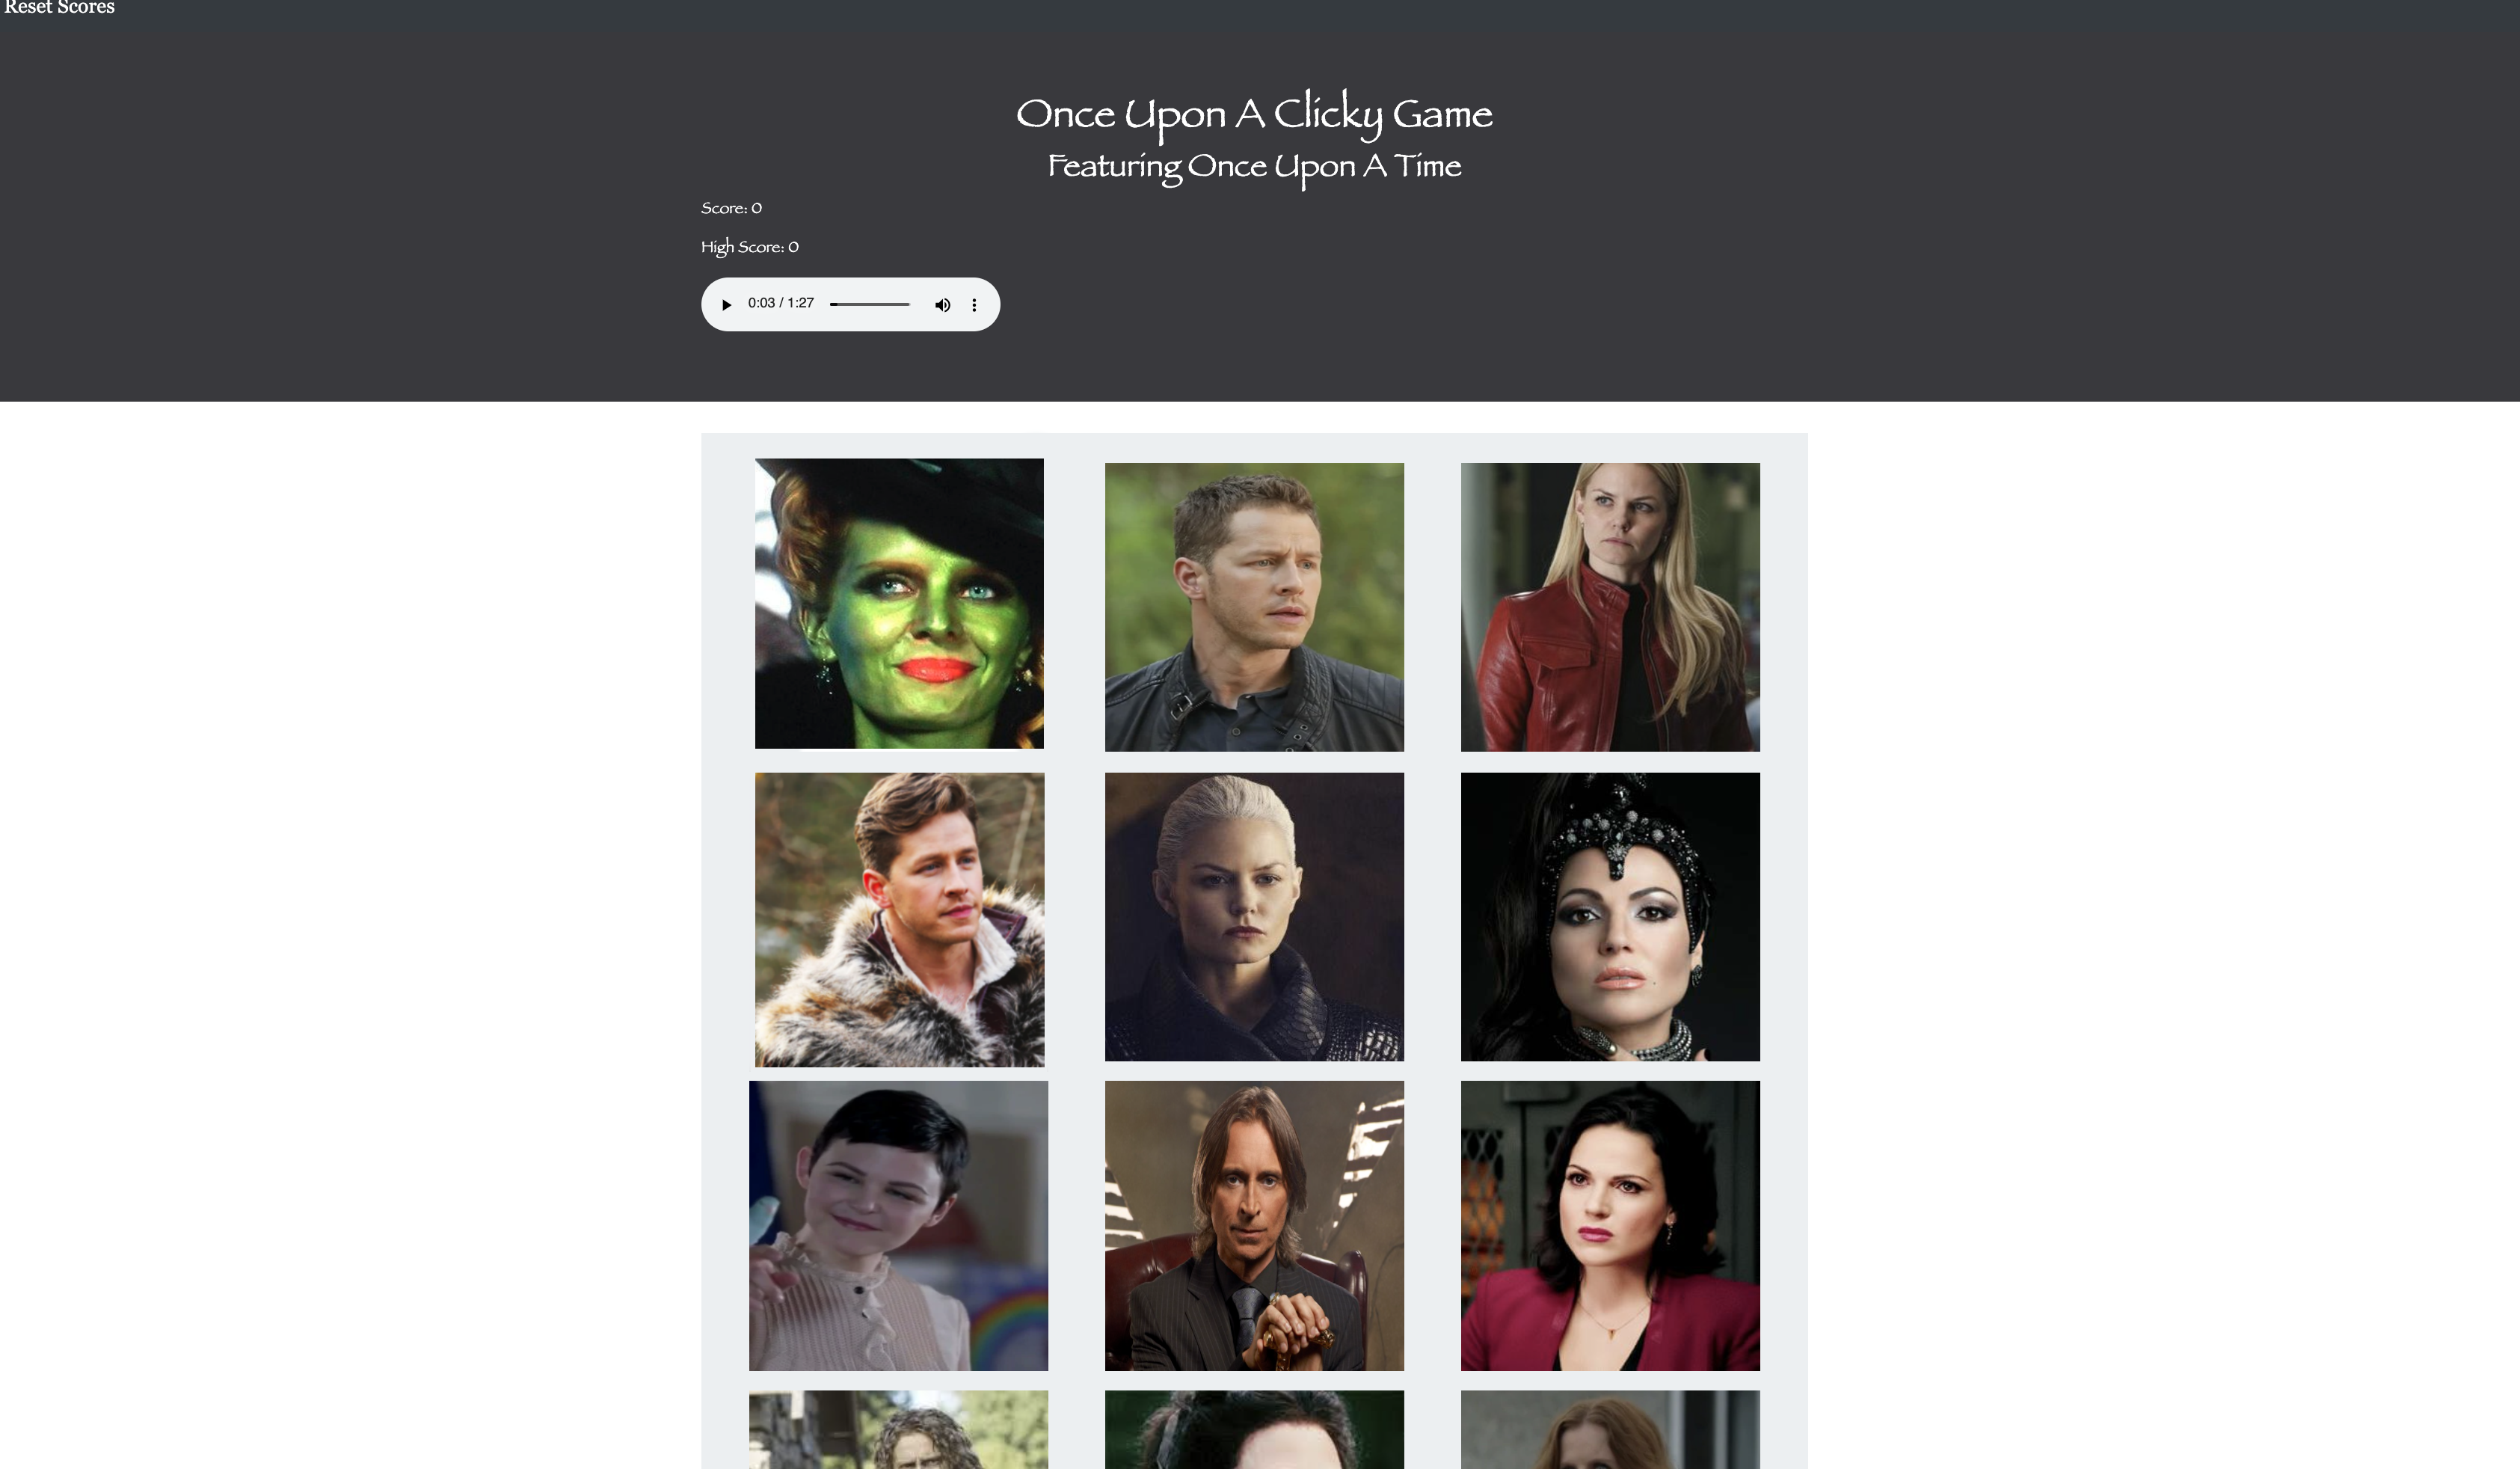 Reset Scores
Once Upon A Clicky Game
Featuring Once Upon A Time
Score: 0
High Score: 0
0:03 / 1:27